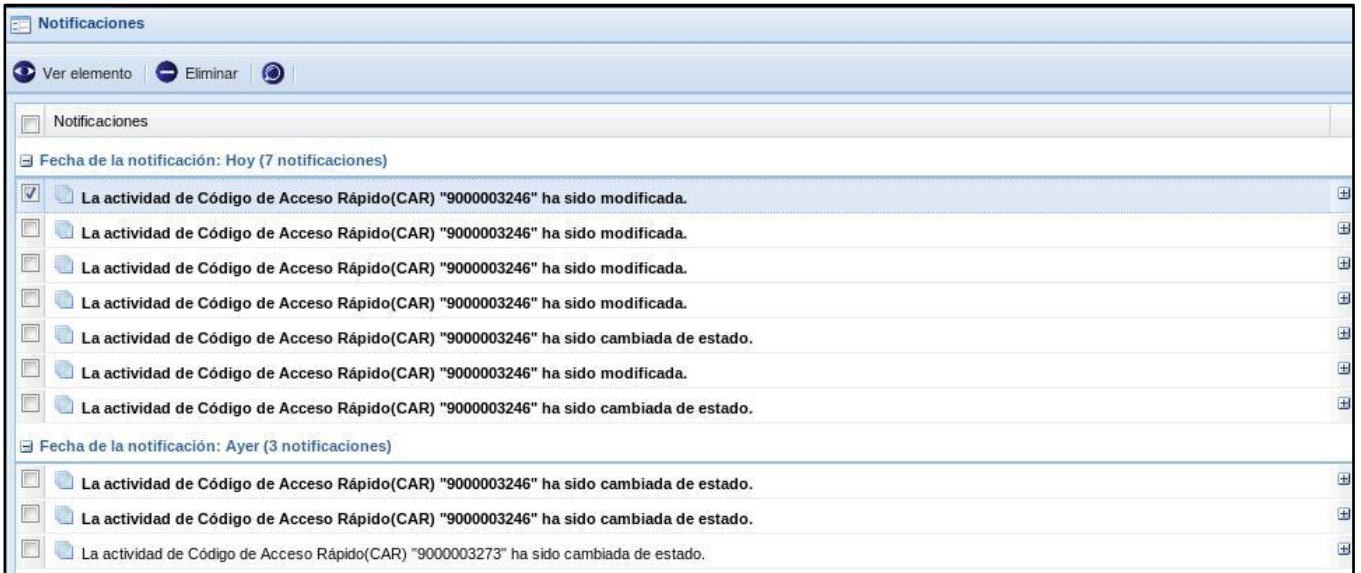 Notificaciones
Ver elemento Eliminar
Notificaciones
Fecha de la notificación: Hoy (7 notificaciones)
La actividad de Código de Acceso Rápido(CAR) "9000003246" ha sido modificada.
La actividad de Código de Acceso Rápido(CAR) "9000003246" ha sido modificada.
La actividad de Código de Acceso Rápido(CAR) "9000003246" ha sido modificada.
La actividad de Código de Acceso Rápido(CAR) "9000003246" ha sido modificada.
La actividad de Código de Acceso Rápido(CAR) "9000003246" ha sido cambiada de estado.
La actividad de Código de Acceso Rápido(CAR) "9000003246" ha sido modificada.
La actividad de Código de Acceso Rápido(CAR) "9000003246" ha sido cambiada de estado.
Fecha de la notificación: Ayer (3 notificaciones)
La actividad de Código de Acceso Rápido(CAR) "9000003246" ha sido cambiada de estado.
La actividad de Código de Acceso Rápido(CAR) "9000003246" ha sido cambiada de estado.
La actividad de Código de Acceso Rápido(CAR) "9000003273" ha sido cambiada de estado.